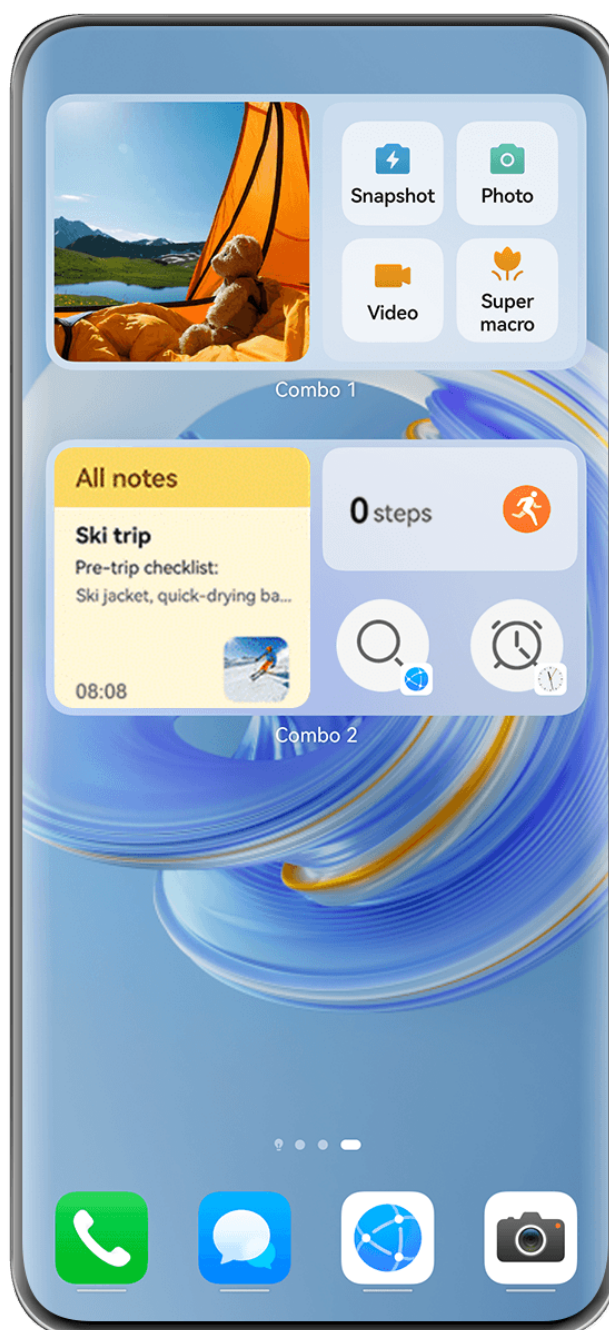 Snapshot
Photo
Video
Super
macro
Combo 1
All notes
Ski trip
Pre-trip checklist:
Ski jacket, quick-drying ba...
08:08
0 steps
Combo 2